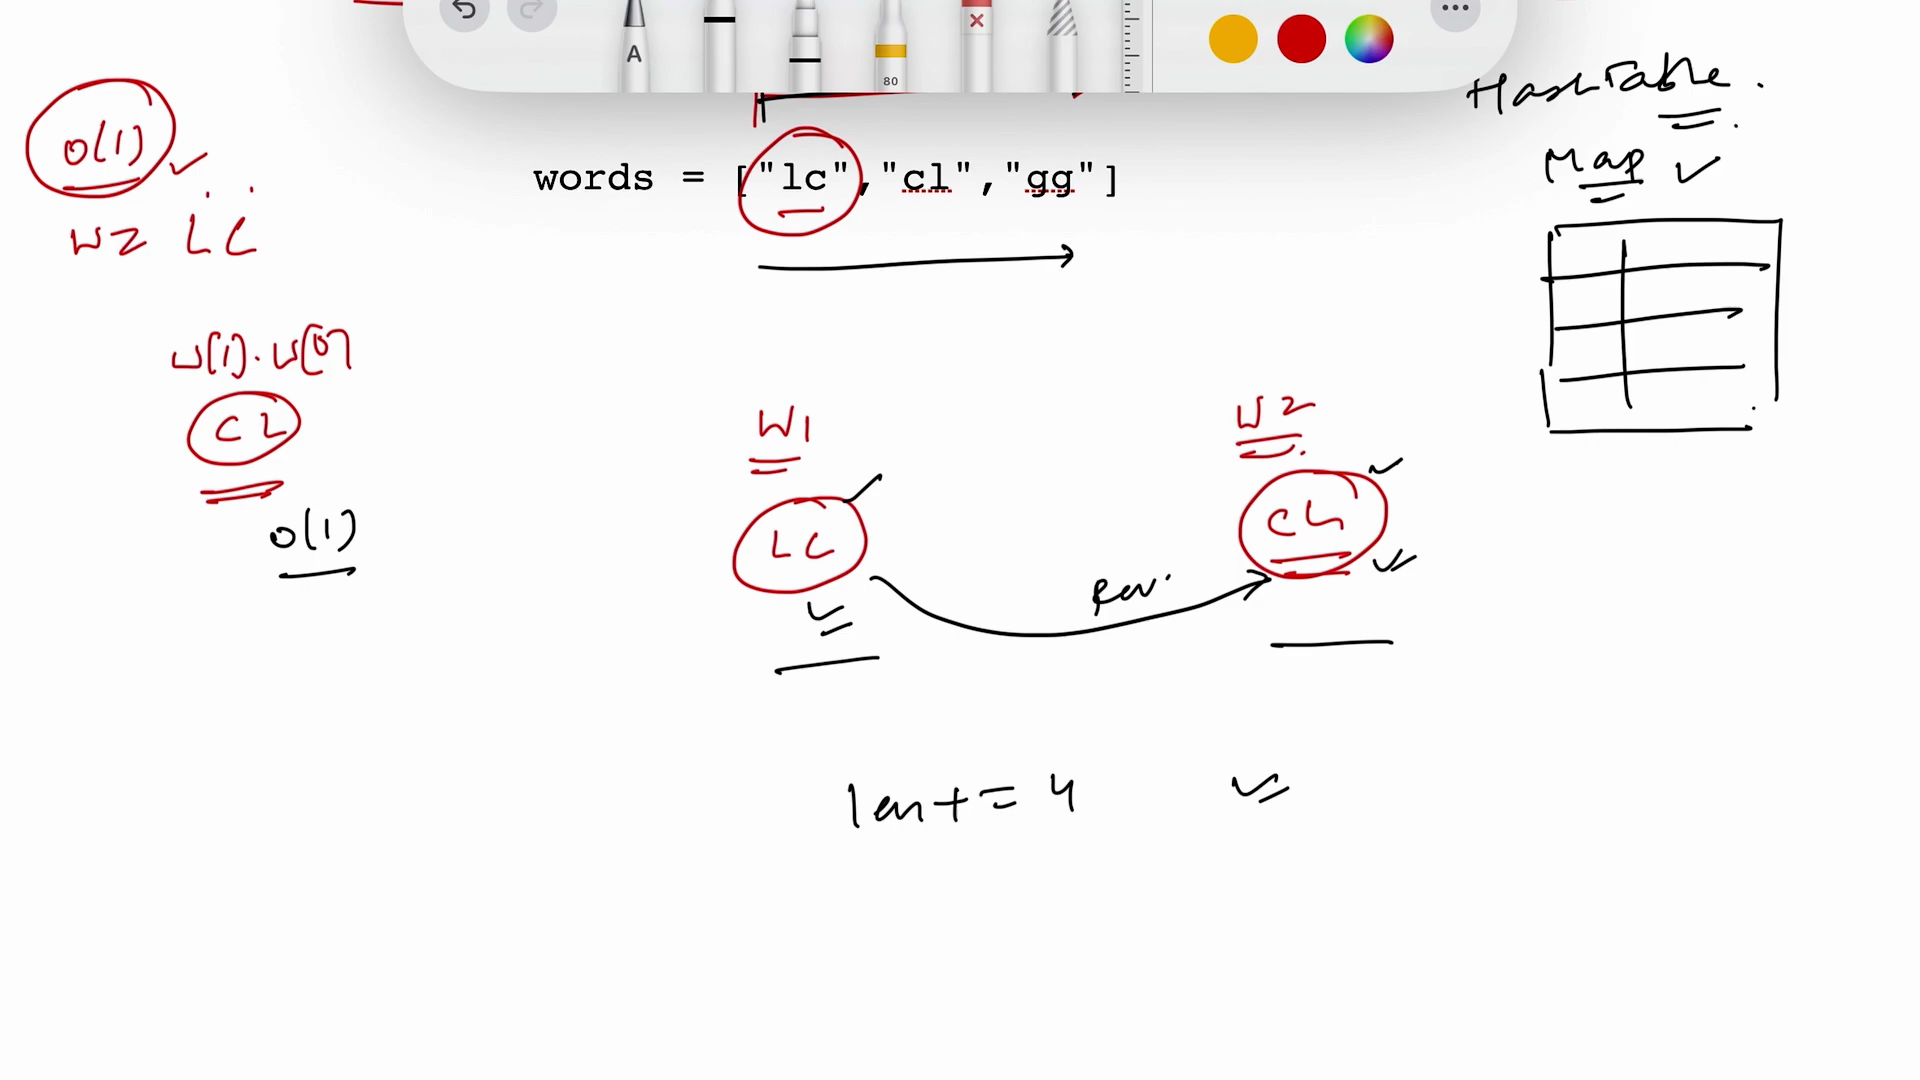 A
80
HashTable.
O(1)
words = ["lc","cl","gg"]
Map
W = LC
W[1].W[0]
CL
O(1)
W1
W2
LC
CL
Rev.
len += 4